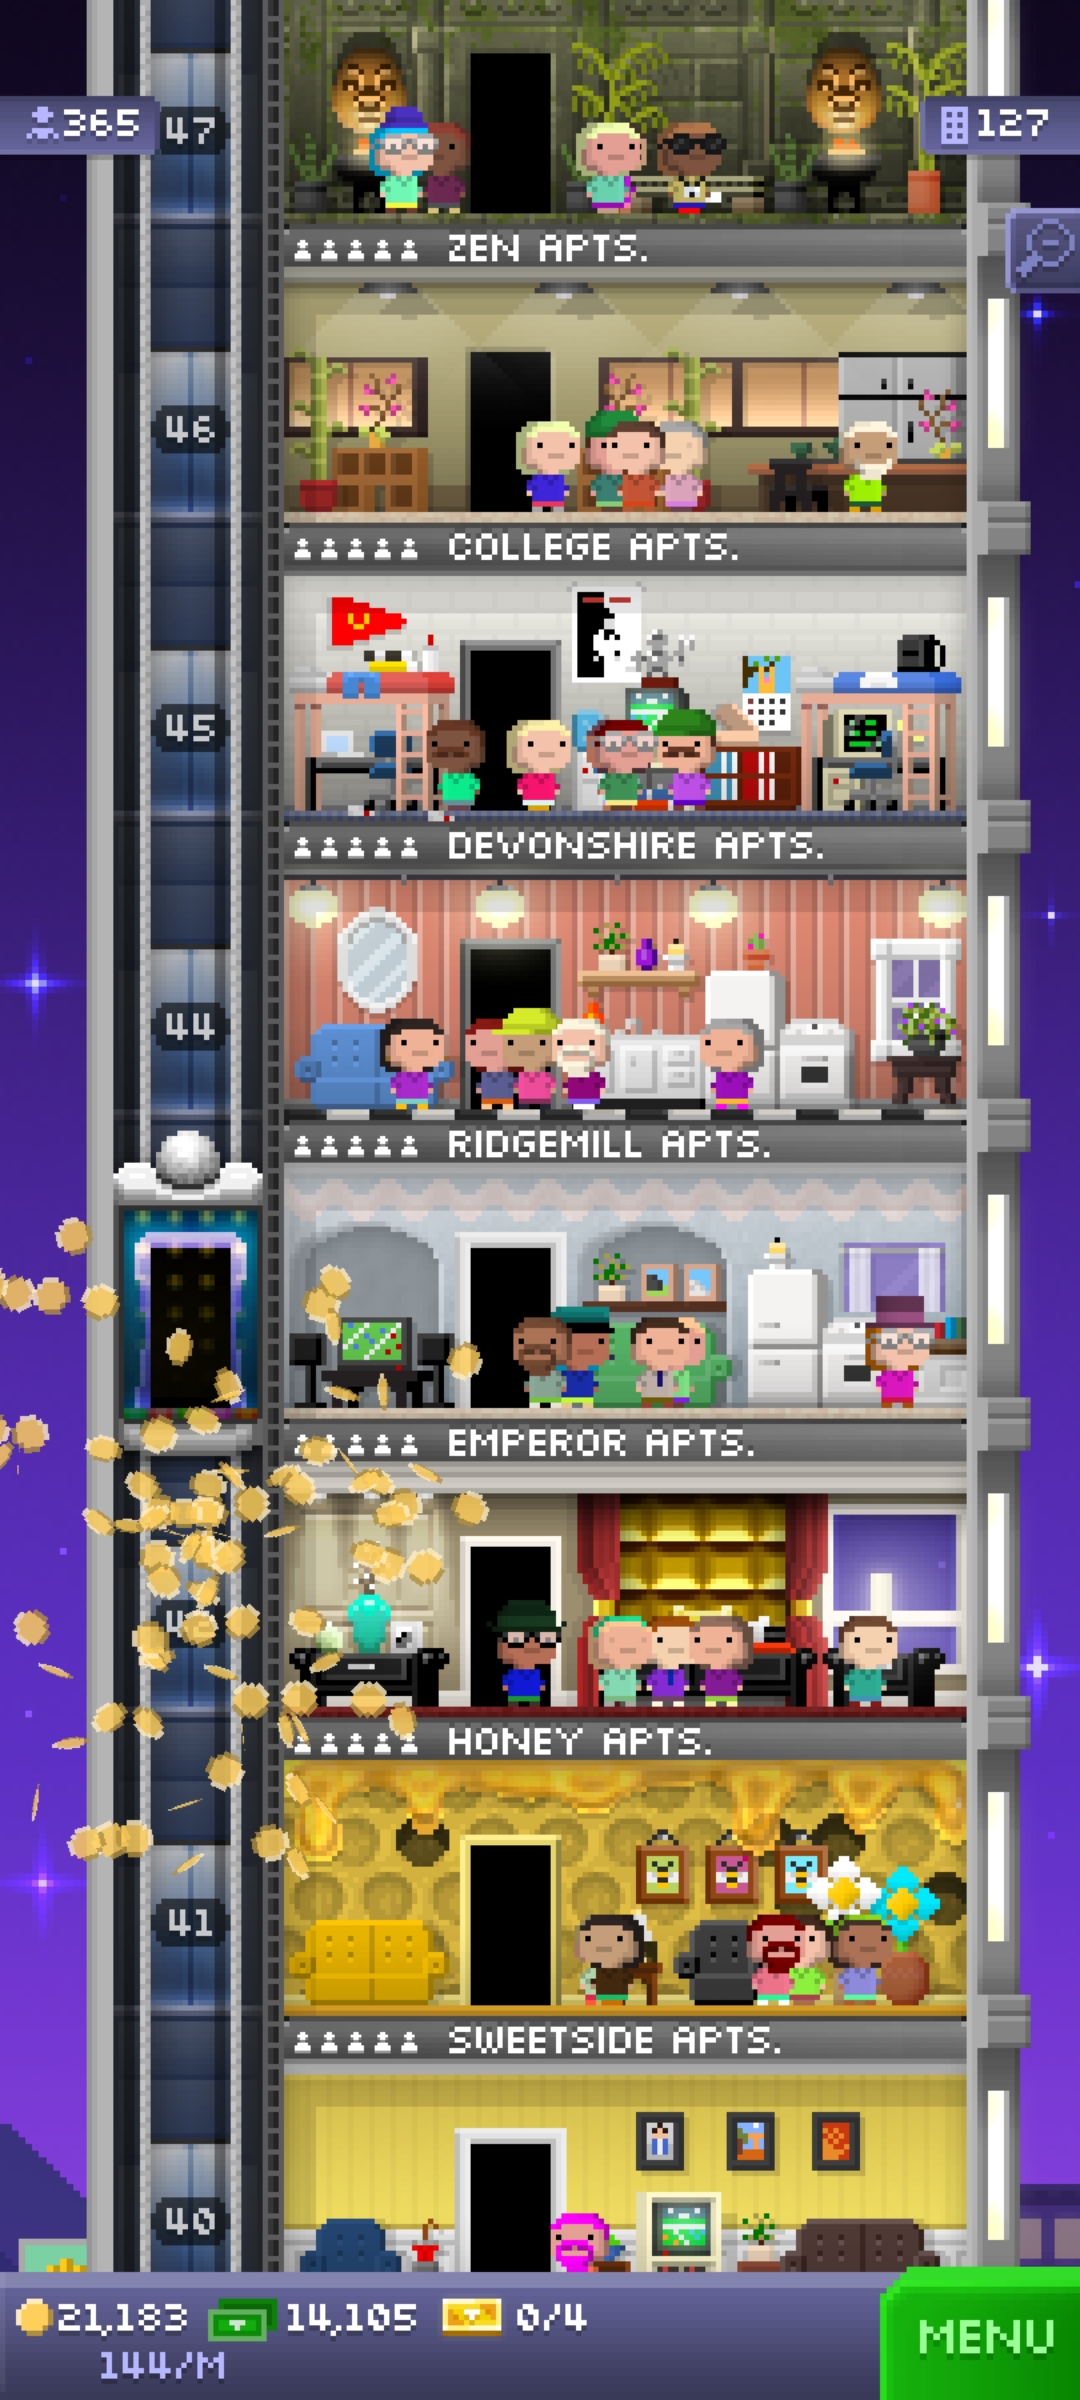 365
47
127
ZEN APTS.
46
COLLEGE APTS.
45
DEVONSHIRE APTS.
44
RIDGEMILL APTS.
EMPEROR APTS.
HONEY APTS.
41
SWEETSIDE APTS.
40
21,183 14,105 0/4
144/M
MENU